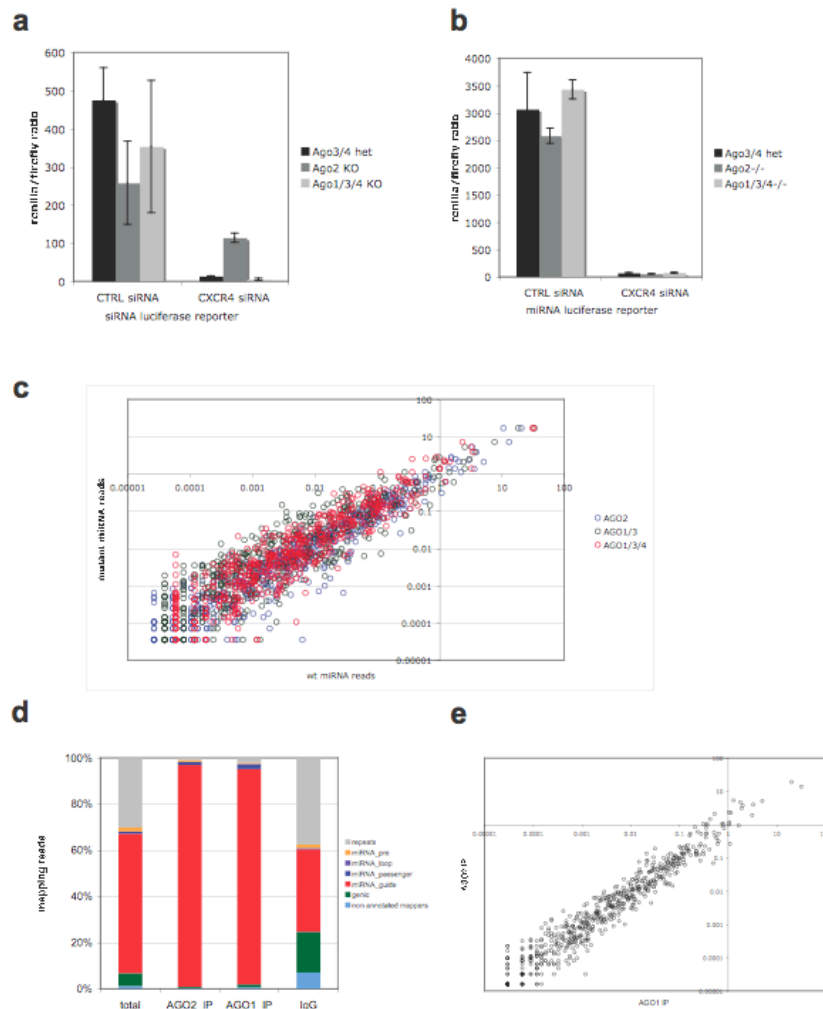 a
600
500
400
300
200
100
0
renilla/firefly ratio
CTRL siRNA
CXCR4 siRNA
siRNA luciferase reporter
Ago3/4 het
Ago2 KO
Ago1/3/4 KO
b
4000
3500
3000
2500
2000
1500
1000
500
0
renilla/firefly ratio
CTRL siRNA
CXCR4 siRNA
miRNA luciferase reporter
Ago3/4 het
Ago2-/-
Ago1/3/4-/-
c
100
10
0.00001 0.0001 0.001 0.01 10 100
0.1
0.01
0.001
0.0001
0.00001
mutant miRNA reads
wt miRNA reads
AGO2
AGO1/3
AGO1/3/4
d
100%
80%
60%
40%
20%
0%
mapping reads
total
AGO2 IP
AGO1 IP
IgG
repeats
miRNA_pre
miRNA_loop
miRNA_passenger
miRNA_guide
genic
non annotated mappers
e
100
10
0.00001 0.0001 0.001 0.01 0.1 1 10 100
0.1
0.01
0.001
0.0001
0.00001
AGO2 IP
AGO1 IP